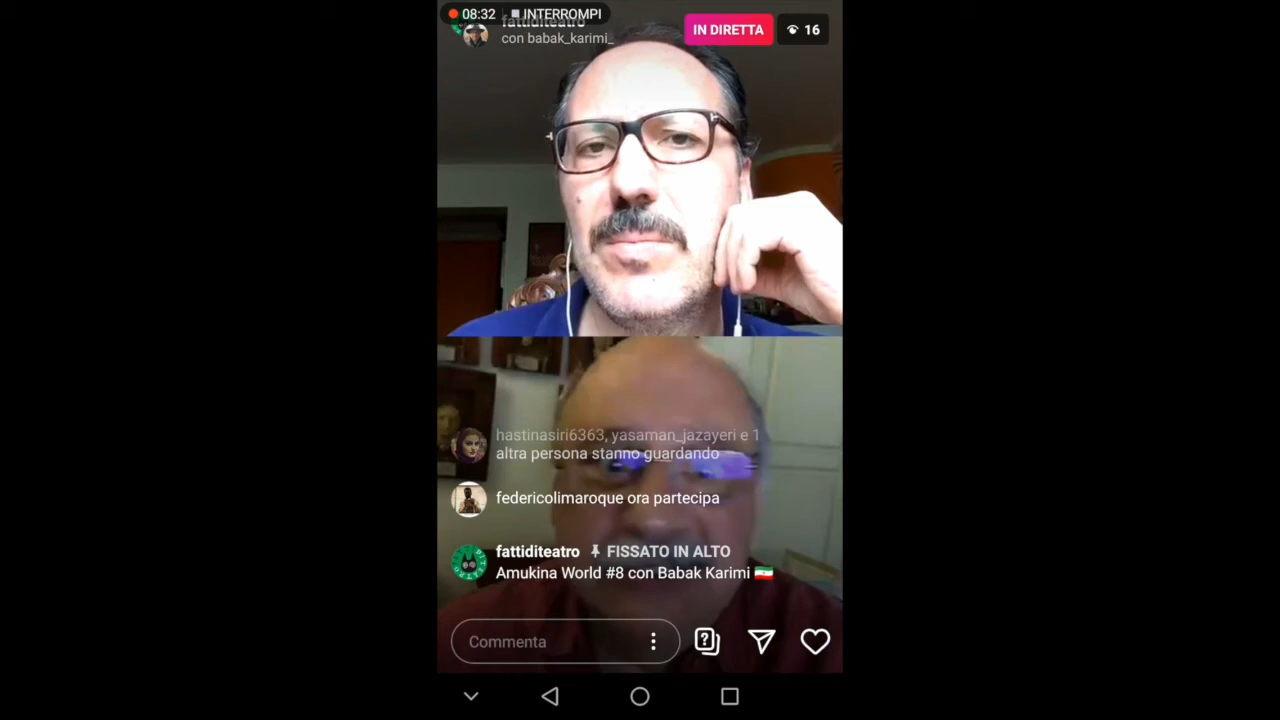 08:32 INTERROMPI
fattiditeatro
con babak_karimi_
IN DIRETTA
16
hastinasiri6363, yasaman_jazayeri e 1
altra persona stanno guardando
federicolimaroque ora partecipa
fattiditeatro FISSATO IN ALTO
Amukina World #8 con Babak Karimi
Commenta